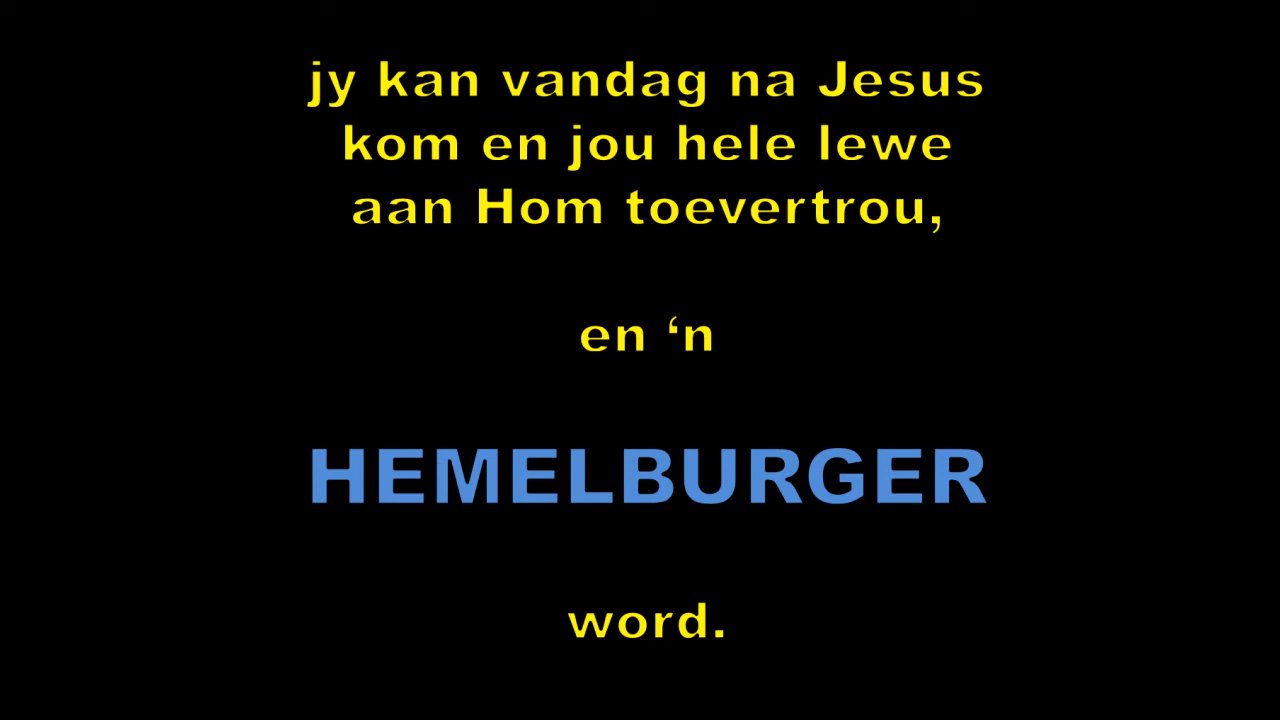 jy kan vandag na Jesus
kom en jou hele lewe
aan Hom toevertrou,
en ‘n
HEMELBURGER
word.